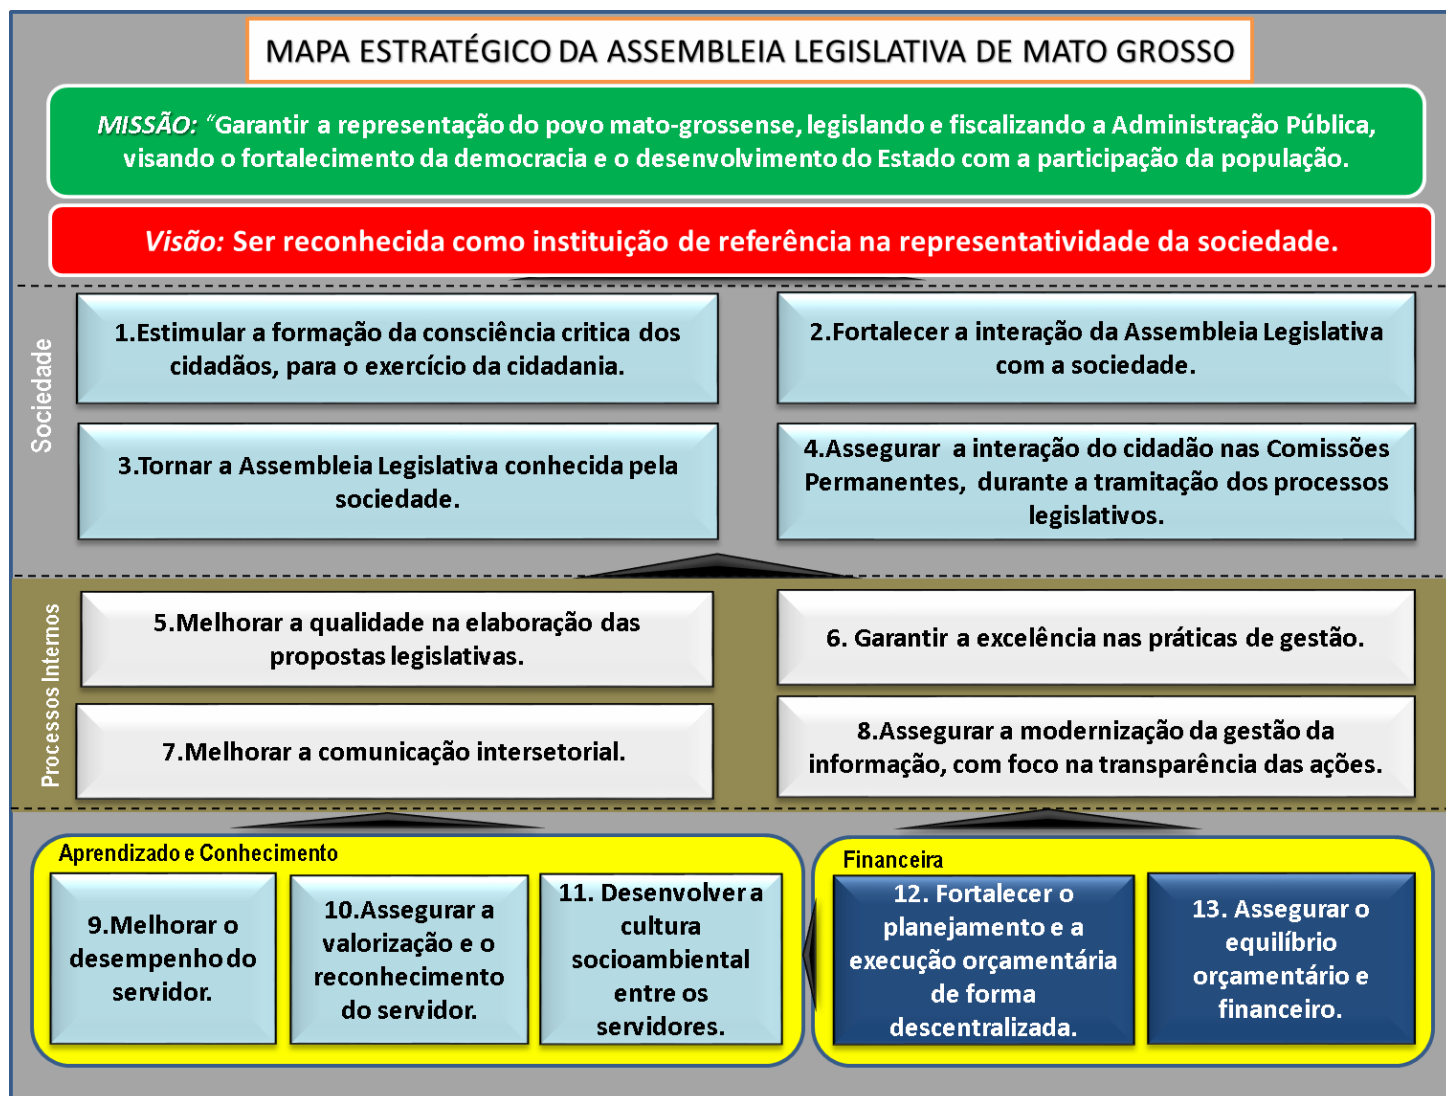 MAPA ESTRATÉGICO DA ASSEMBLEIA LEGISLATIVA DE MATO GROSSO
MISSÃO: “Garantir a representação do povo mato-grossense, legislando e fiscalizando a Administração Pública,
visando o fortalecimento da democracia e o desenvolvimento do Estado com a participação da população.
Visão: Ser reconhecida como instituição de referência na representatividade da sociedade.
Sociedade
1.Estimular a formação da consciência critica dos
cidadãos, para o exercício da cidadania.
2.Fortalecer a interação da Assembleia Legislativa
com a sociedade.
3.Tornar a Assembleia Legislativa conhecida pela
sociedade.
4.Assegurar a interação do cidadão nas Comissões
Permanentes, durante a tramitação dos processos
legislativos.
Processos Internos
5.Melhorar a qualidade na elaboração das
propostas legislativas.
6. Garantir a excelência nas práticas de gestão.
7.Melhorar a comunicação intersetorial.
8.Assegurar a modernização da gestão da
informação, com foco na transparência das ações.
Aprendizado e Conhecimento
9.Melhorar o
desempenho do
servidor.
10.Assegurar a
valorização e o
reconhecimento
do servidor.
11. Desenvolver a
cultura
socioambiental
entre os
servidores.
Financeira
12. Fortalecer o
planejamento e a
execução orçamentária
de forma
descentralizada.
13. Assegurar o
equilíbrio
orçamentário e
financeiro.